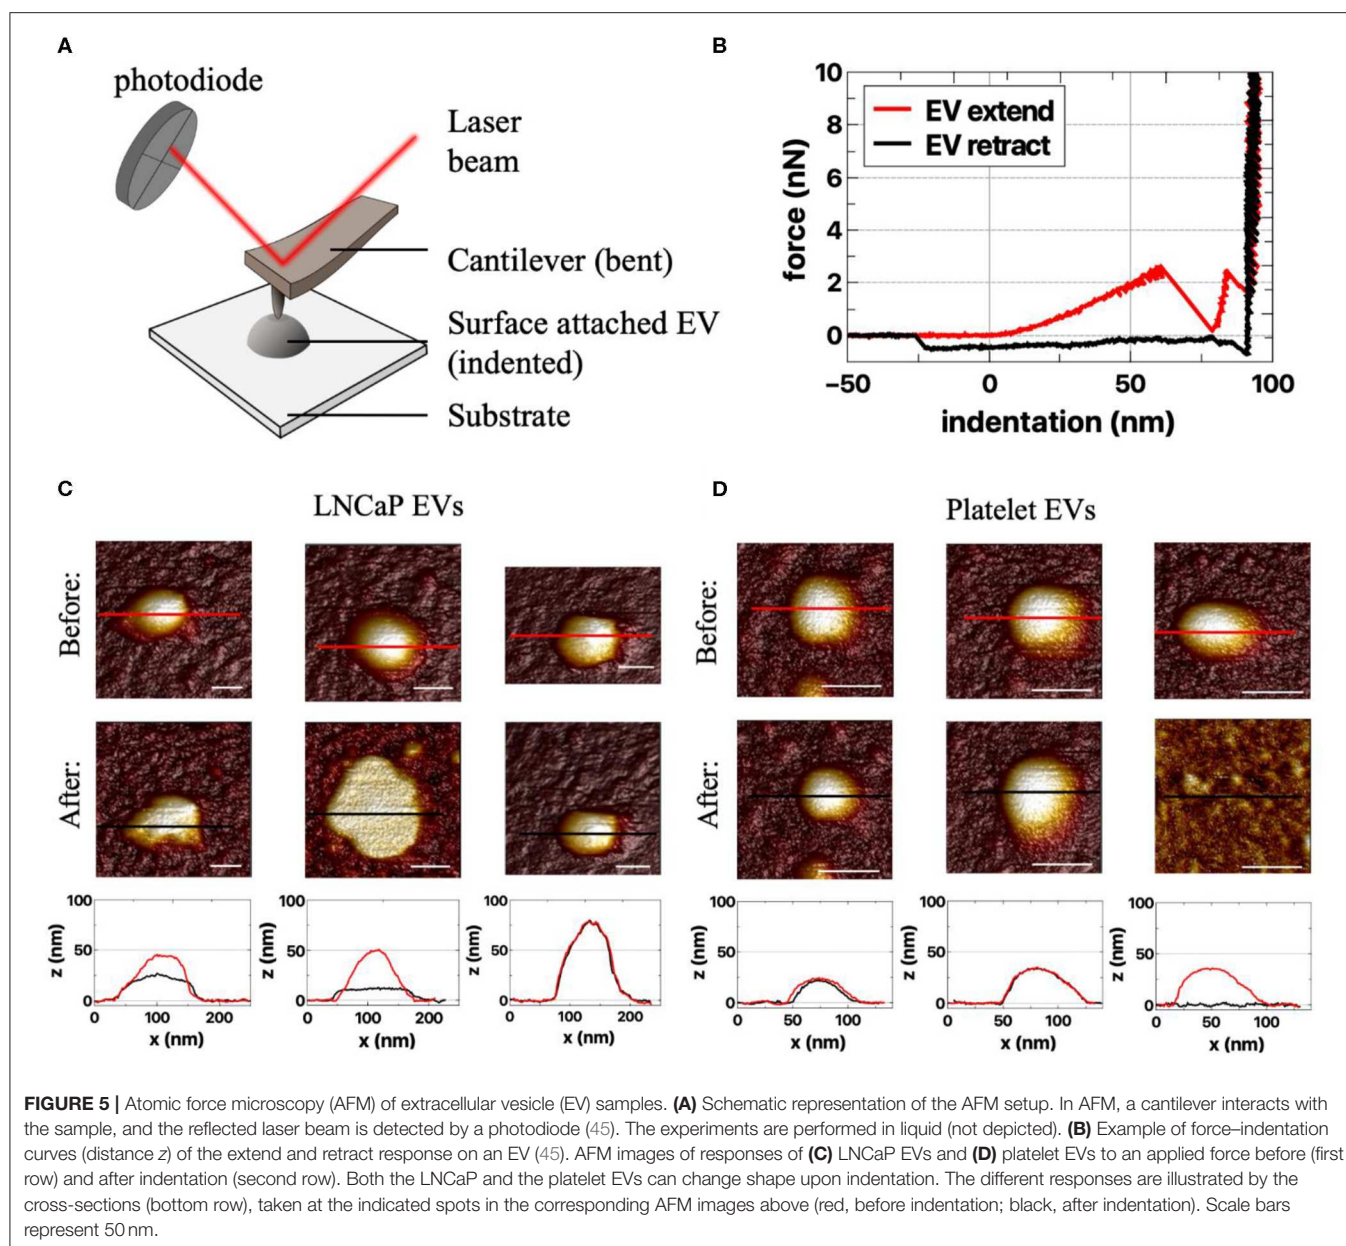 A
photodiode
Laser
beam
Cantilever (bent)
Surface attached EV
(indented)
Substrate
B
10
8
6
4
2
0
force (nN)
EV extend
EV retract
−50
0
50
100
indentation (nm)
C
LNCaP EVs
Before:
After:
100
50
0
z (nm)
0
100
200
x (nm)
100
50
0
z (nm)
0
100
200
x (nm)
100
50
0
z (nm)
0
100
200
x (nm)
D
Platelet EVs
Before:
After:
100
50
0
z (nm)
0
50
100
x (nm)
100
50
0
z (nm)
0
50
100
x (nm)
100
50
0
z (nm)
0
50
100
x (nm)
FIGURE 5 | Atomic force microscopy (AFM) of extracellular vesicle (EV) samples. (A) Schematic representation of the AFM setup. In AFM, a cantilever interacts with
the sample, and the reflected laser beam is detected by a photodiode (45). The experiments are performed in liquid (not depicted). (B) Example of force–indentation
curves (distance z) of the extend and retract response on an EV (45). AFM images of responses of (C) LNCaP EVs and (D) platelet EVs to an applied force before (first
row) and after indentation (second row). Both the LNCaP and the platelet EVs can change shape upon indentation. The different responses are illustrated by the
cross-sections (bottom row), taken at the indicated spots in the corresponding AFM images above (red, before indentation; black, after indentation). Scale bars
represent 50 nm.